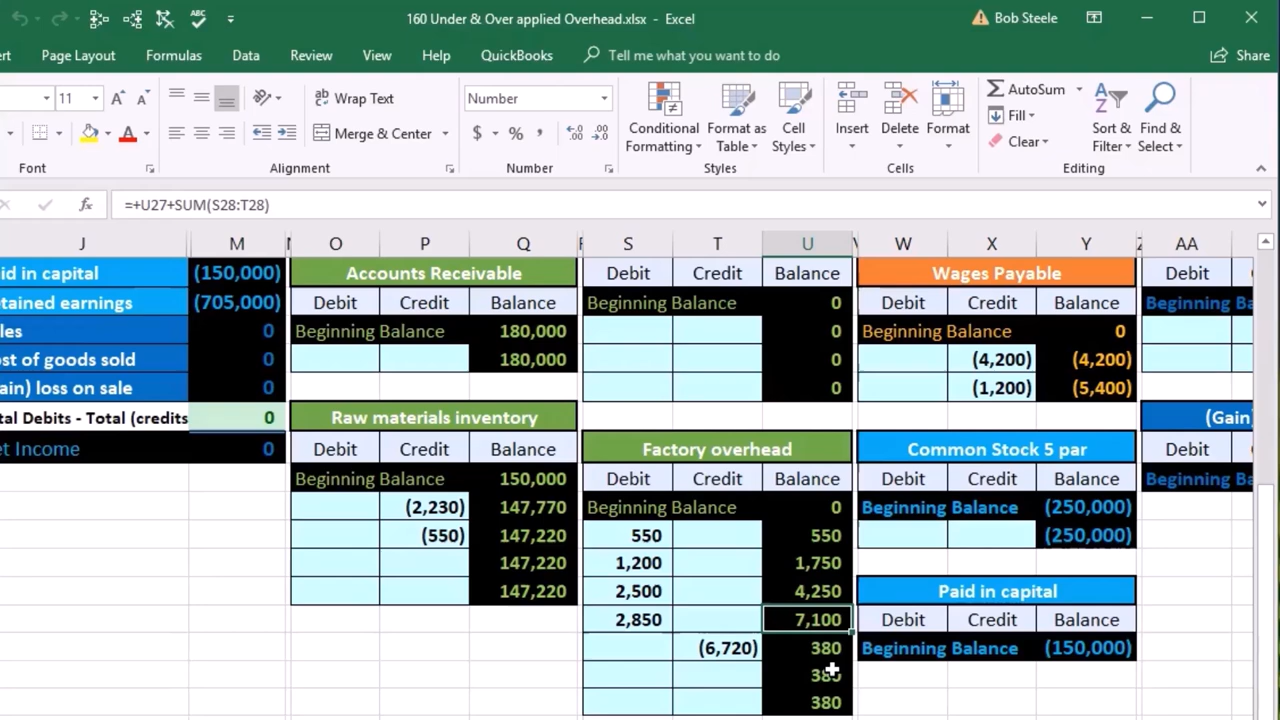 160 Under & Over applied Overhead.xlsx - Excel
Bob Steele
Page Layout Formulas Data Review View Help QuickBooks Tell me what you want to do Share
11 Wrap Text Number AutoSum
Fill
Merge & Center $ % , Conditional Formatting Format as Table Cell Styles Insert Delete Format Clear Sort & Filter Find & Select
Font Alignment Number Styles Cells Editing
fx =+U27+SUM(S28:T28)
J M O P Q S T U W X Y AA
aid in capital (150,000) Accounts Receivable Debit Credit Balance Wages Payable Debit
etained earnings (705,000) Debit Credit Balance Beginning Balance 0 Debit Credit Balance Beginning Ba
les 0 Beginning Balance 180,000 0 Beginning Balance 0
ost of goods sold 0 180,000 0 (4,200) (4,200)
ain) loss on sale 0 0 (1,200) (5,400)
tal Debits - Total (credits 0 Raw materials inventory (Gain)
et Income 0 Debit Credit Balance Factory overhead Common Stock 5 par Debit
Beginning Balance 150,000 Debit Credit Balance Debit Credit Balance Beginning Ba
(2,230) 147,770 Beginning Balance 0 Beginning Balance (250,000)
(550) 147,220 550 550 (250,000)
147,220 1,200 1,750
147,220 2,500 4,250 Paid in capital
2,850 7,100 Debit Credit Balance
(6,720) 380 Beginning Balance (150,000)
380